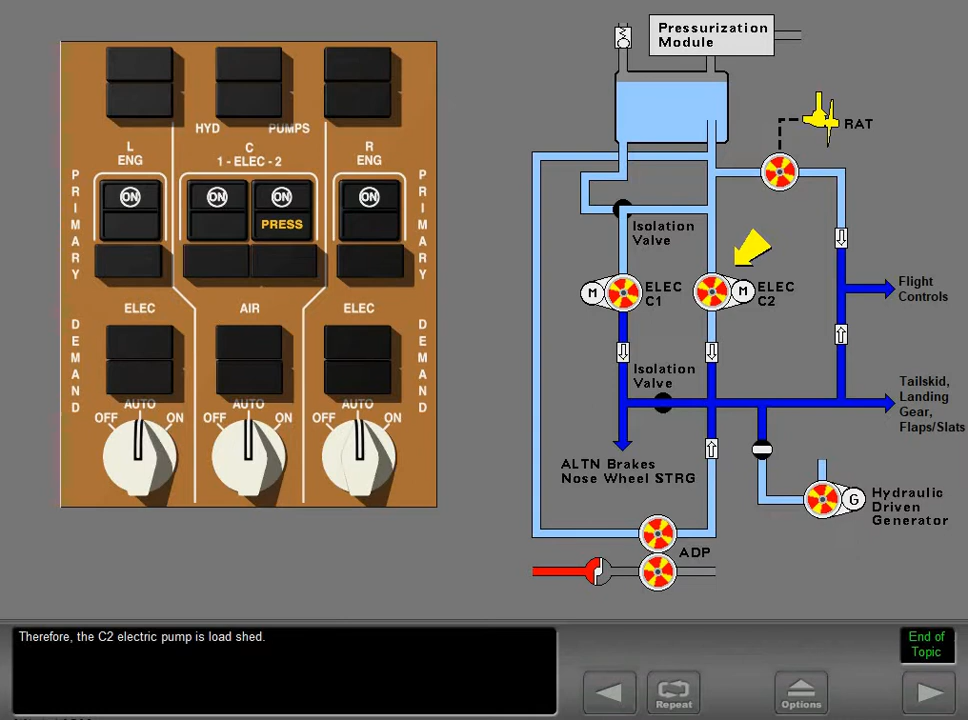 HYD PUMPS
L
ENG
C
1 - ELEC - 2
R
ENG
PRIMARY
ON
ON
ON
PRESS
ON
PRIMARY
ELEC
AIR
ELEC
DEMAND
DEMAND
OFF AUTO ON
OFF AUTO ON
OFF AUTO ON
Pressurization
Module
RAT
Isolation
Valve
M
ELEC
C1
M
ELEC
C2
Flight
Controls
Isolation
Valve
Tailskid,
Landing
Gear,
Flaps/Slats
ALTN Brakes
Nose Wheel STRG
G
Hydraulic
Driven
Generator
ADP
Therefore, the C2 electric pump is load shed.
End of
Topic
Repeat
Options